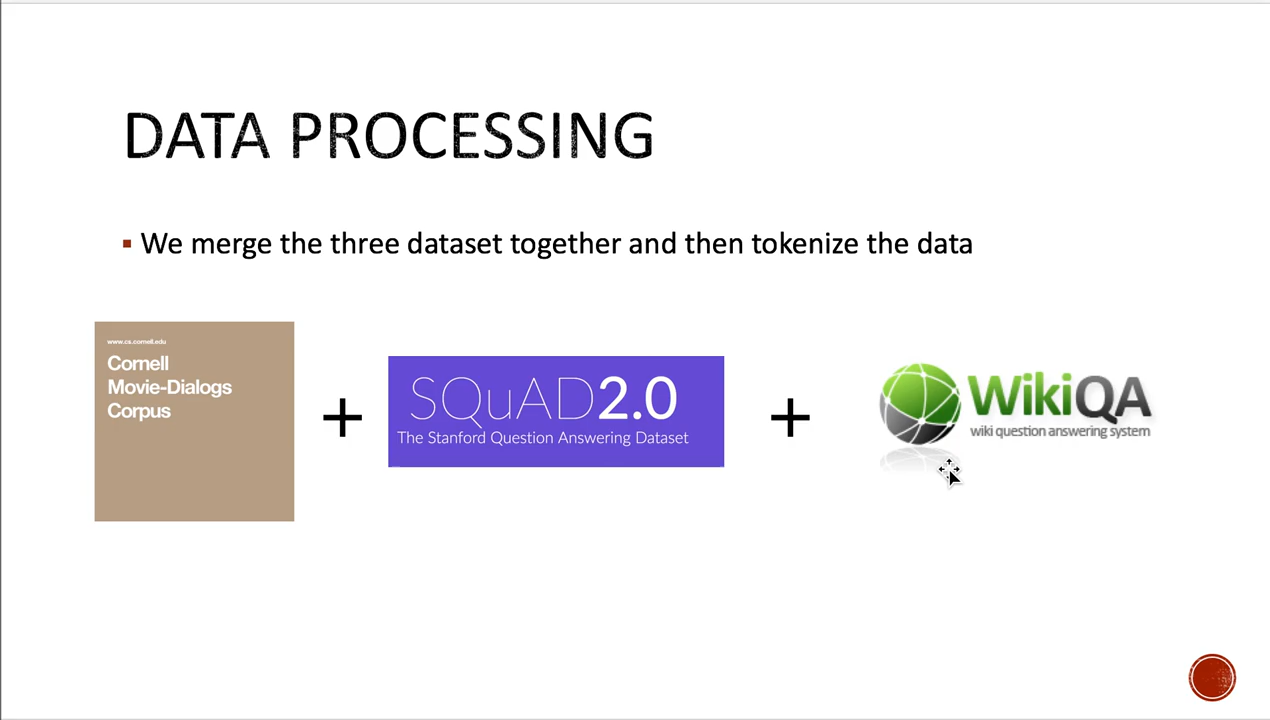 DATA PROCESSING
▪ We merge the three dataset together and then tokenize the data
www.cs.cornell.edu
Cornell
Movie-Dialogs
Corpus
+
SQuAD2.0
The Stanford Question Answering Dataset
+
WikiQA
wiki question answering system